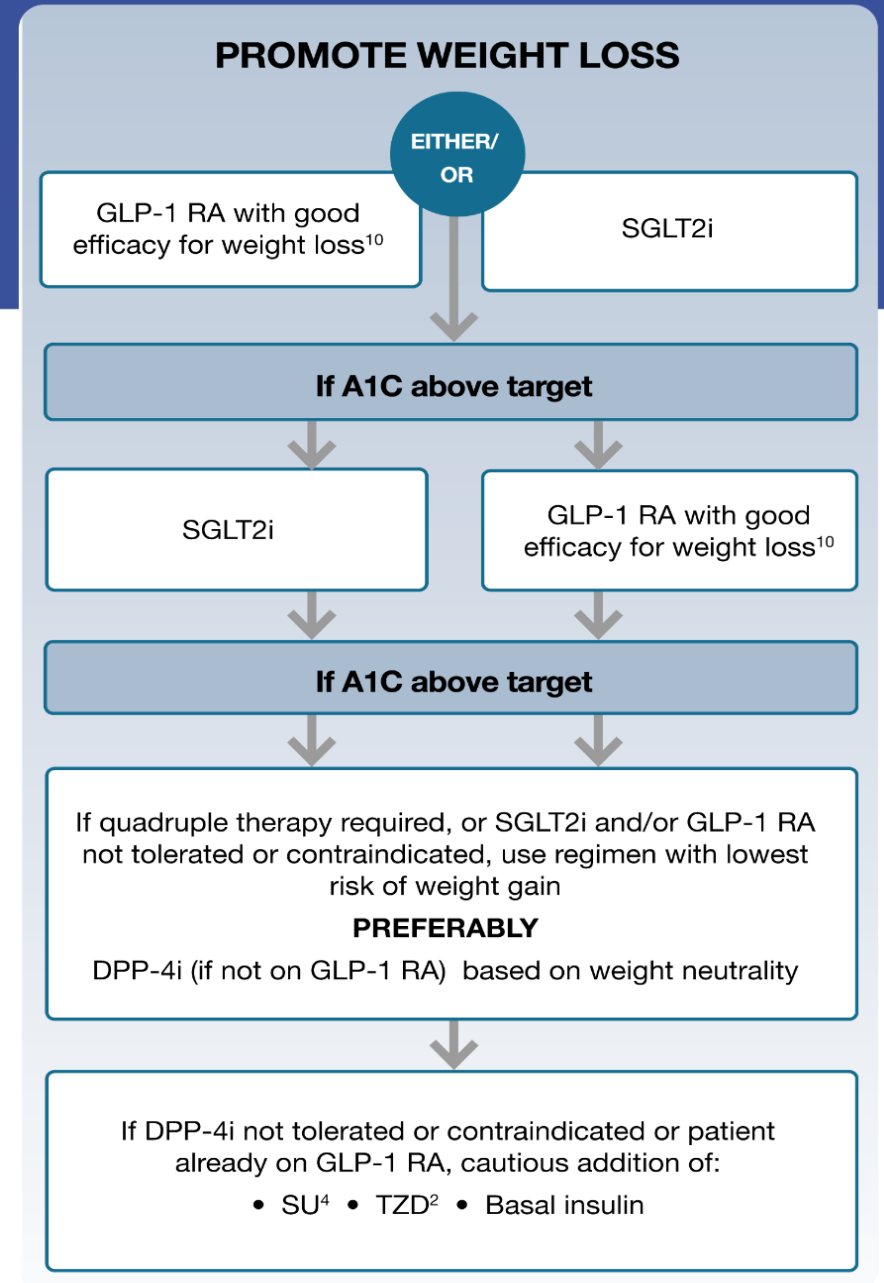 PROMOTE WEIGHT LOSS
EITHER/
OR
GLP-1 RA with good
efficacy for weight loss¹⁰
SGLT2i
If A1C above target
SGLT2i
GLP-1 RA with good
efficacy for weight loss¹⁰
If A1C above target
If quadruple therapy required, or SGLT2i and/or GLP-1 RA
not tolerated or contraindicated, use regimen with lowest
risk of weight gain
PREFERABLY
DPP-4i (if not on GLP-1 RA) based on weight neutrality
If DPP-4i not tolerated or contraindicated or patient
already on GLP-1 RA, cautious addition of:
• SU⁴ • TZD² • Basal insulin